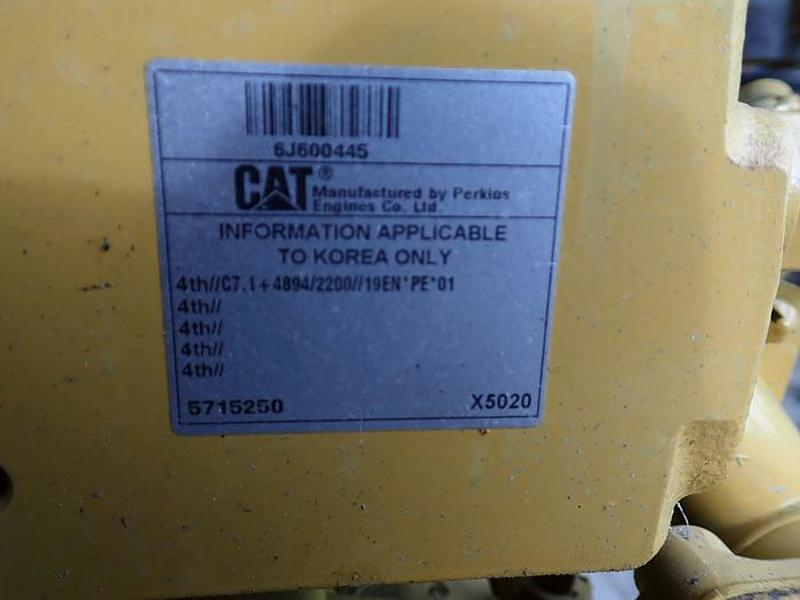 6J600445
CAT® Manufactured by Perkins
Engines Co. Ltd.
INFORMATION APPLICABLE
TO KOREA ONLY
4th//C7.1+4894/2200//19EN*PE*01
4th//
4th//
4th//
4th//
5715250 X5020